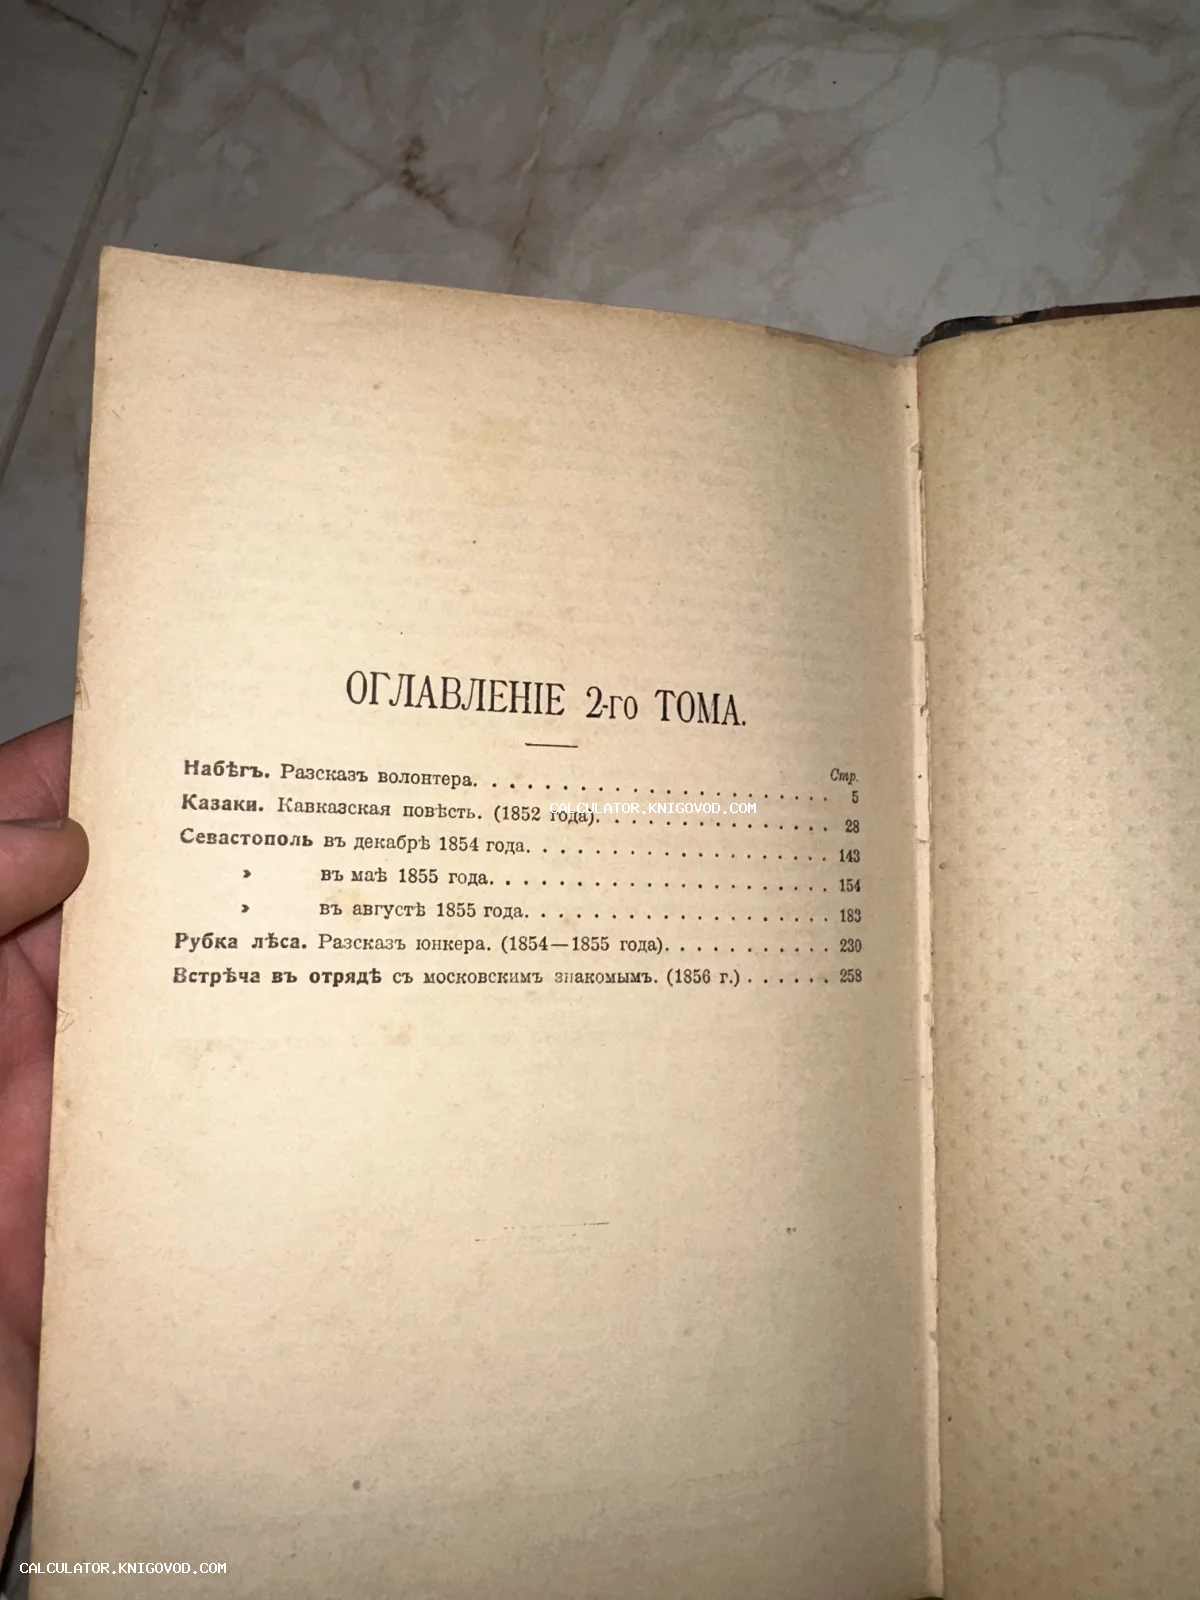 ОГЛАВЛЕНІЕ 2-го ТОМА.
Стр.
Набѣгъ. Разсказъ волонтера. . . . . . . . . . . . . . . . . . . . . . . . 5
Казаки. Кавказская повѣсть. (1852 года). . . . . . . . . . . . . . . . . 28
Севастополь въ декабрѣ 1854 года. . . . . . . . . . . . . . . . . . . . 143
» въ маѣ 1855 года. . . . . . . . . . . . . . . . . . . . . . 154
» въ августѣ 1855 года. . . . . . . . . . . . . . . . . . . . 183
Рубка лѣса. Разсказъ юнкера. (1854—1855 года). . . . . . . . . . . 230
Встрѣча въ отрядѣ съ московскимъ знакомымъ. (1856 г.) . . . . . . 258
CALCULATOR.KNIGOVOD.COM
CALCULATOR.KNIGOVOD.COM